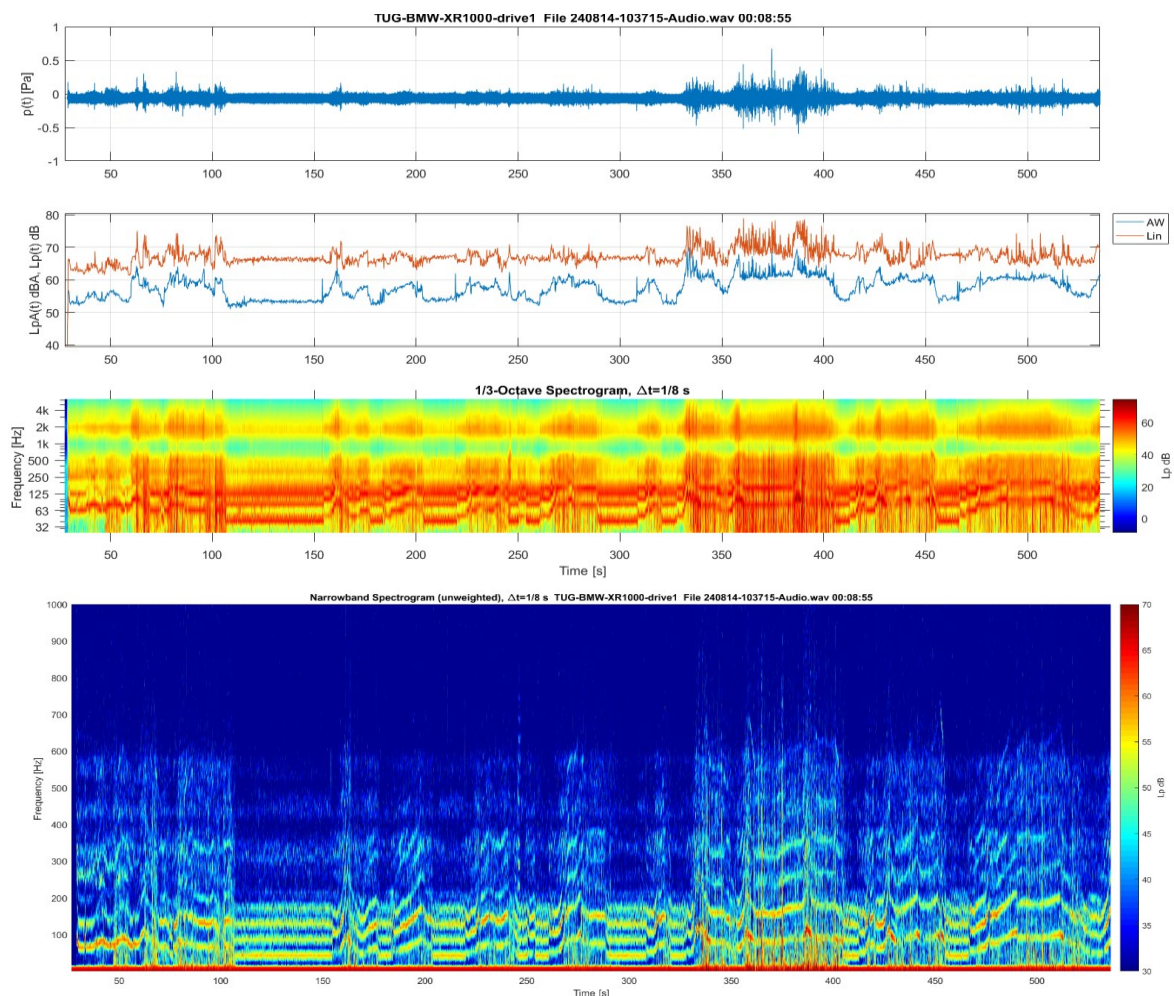 TUG-BMW-XR1000-drive1 File 240814-103715-Audio.wav 00:08:55
1
0.5
0
-0.5
-1
p(t) [Pa]
50 100 150 200 250 300 350 400 450 500
80
70
60
50
40
LpA(t) dBA, Lp(t) dB
AW
Lin
50 100 150 200 250 300 350 400 450 500
1/3-Octave Spectrogram, Δt=1/8 s
4k
2k
1k
500
250
125
63
32
Frequency [Hz]
60
40
20
0
Lp dB
50 100 150 200 250 300 350 400 450 500
Time [s]
Narrowband Spectrogram (unweighted), Δt=1/8 s TUG-BMW-XR1000-drive1 File 240814-103715-Audio.wav 00:08:55
1000
900
800
700
600
500
400
300
200
100
Frequency [Hz]
70
65
60
55
50
45
40
35
30
Lp dB
50 100 150 200 250 300 350 400 450 500
Time [s]